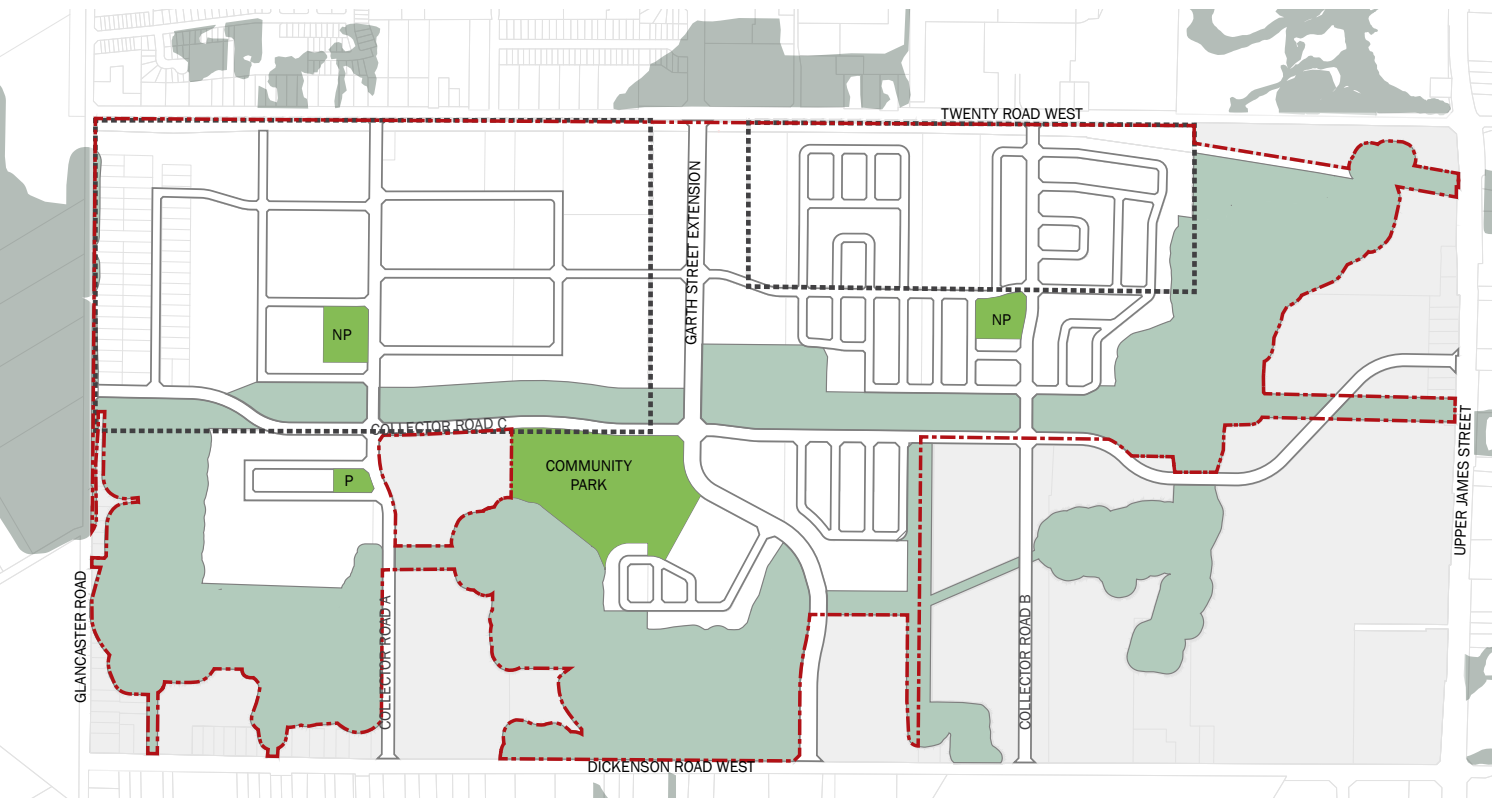 TWENTY ROAD WEST
GARTH STREET EXTENSION
NP
NP
COLLECTOR ROAD C
COMMUNITY
PARK
P
UPPER JAMES STREET
GLANCASTER ROAD
COLLECTOR ROAD A
COLLECTOR ROAD B
DICKENSON ROAD WEST